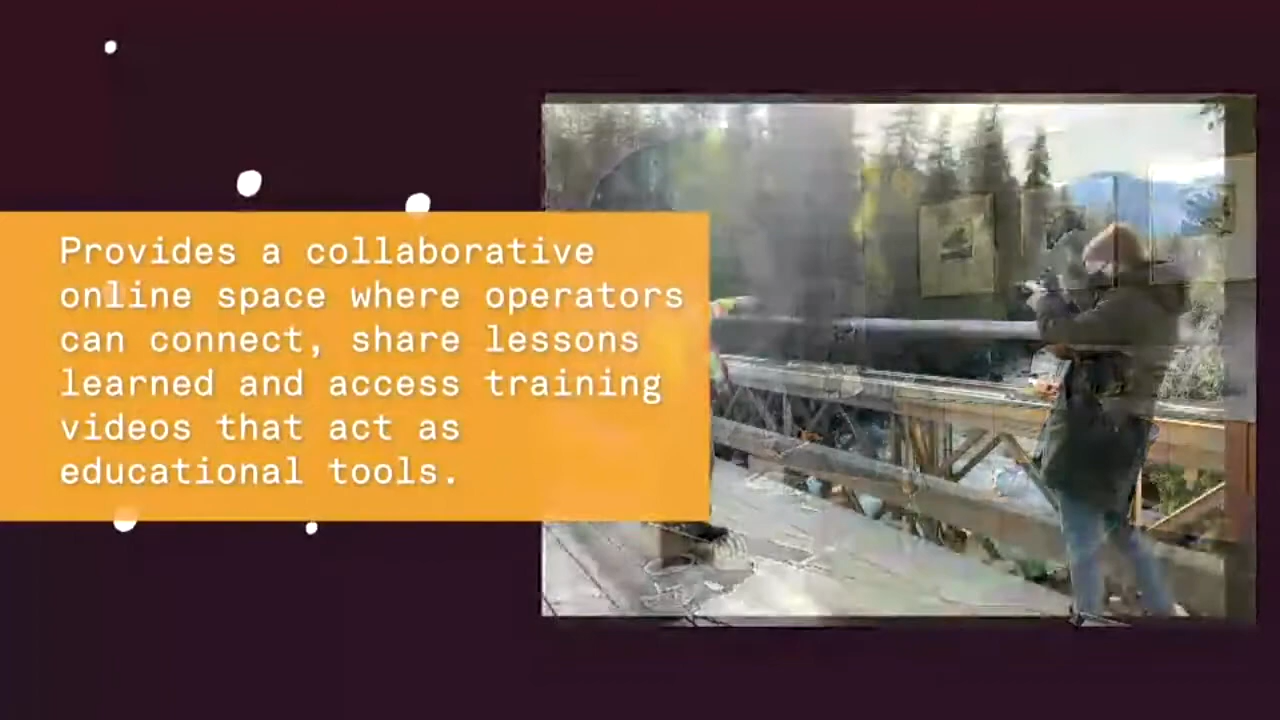 Provides a collaborative
online space where operators
can connect, share lessons
learned and access training
videos that act as
educational tools.